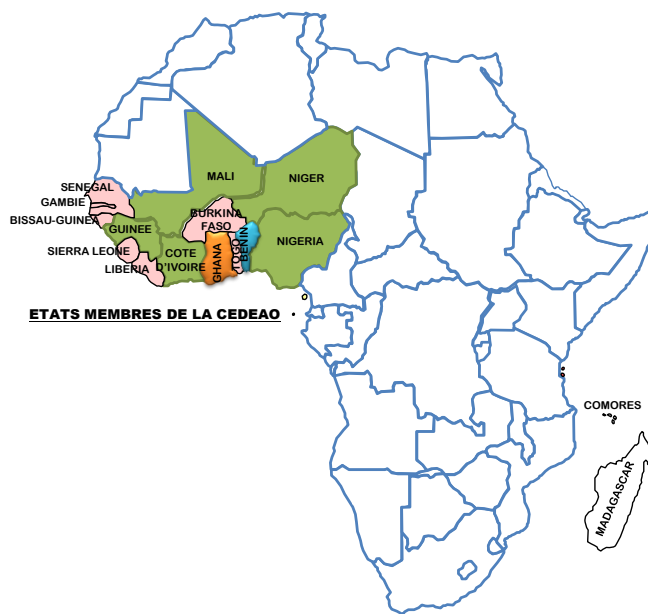 MALI
NIGER
SENEGAL
GAMBIE
BISSAU-GUINEA
BURKINA
FASO
GUINEE
NIGERIA
SIERRA LEONE
COTE
D'IVOIRE
GHANA
TOGO
BENIN
LIBERIA
ETATS MEMBRES DE LA CEDEAO
COMORES
MADAGASCAR